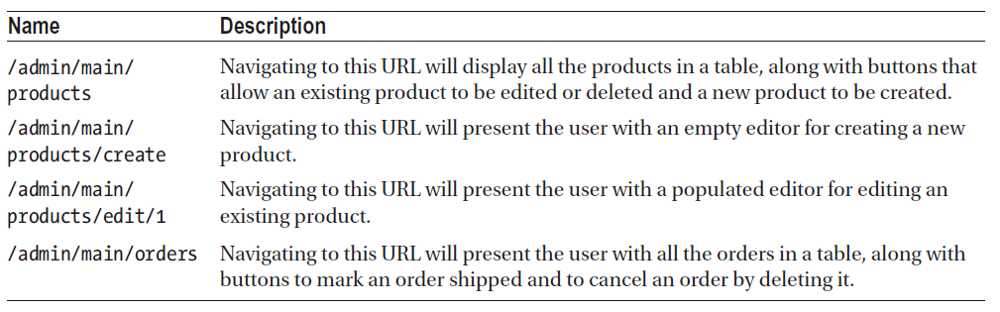 Name Description
/admin/main/ Navigating to this URL will display all the products in a table, along with buttons that
products allow an existing product to be edited or deleted and a new product to be created.
/admin/main/ Navigating to this URL will present the user with an empty editor for creating a new
products/create product.
/admin/main/ Navigating to this URL will present the user with a populated editor for editing an
products/edit/1 existing product.
/admin/main/orders Navigating to this URL will present the user with all the orders in a table, along with
buttons to mark an order shipped and to cancel an order by deleting it.